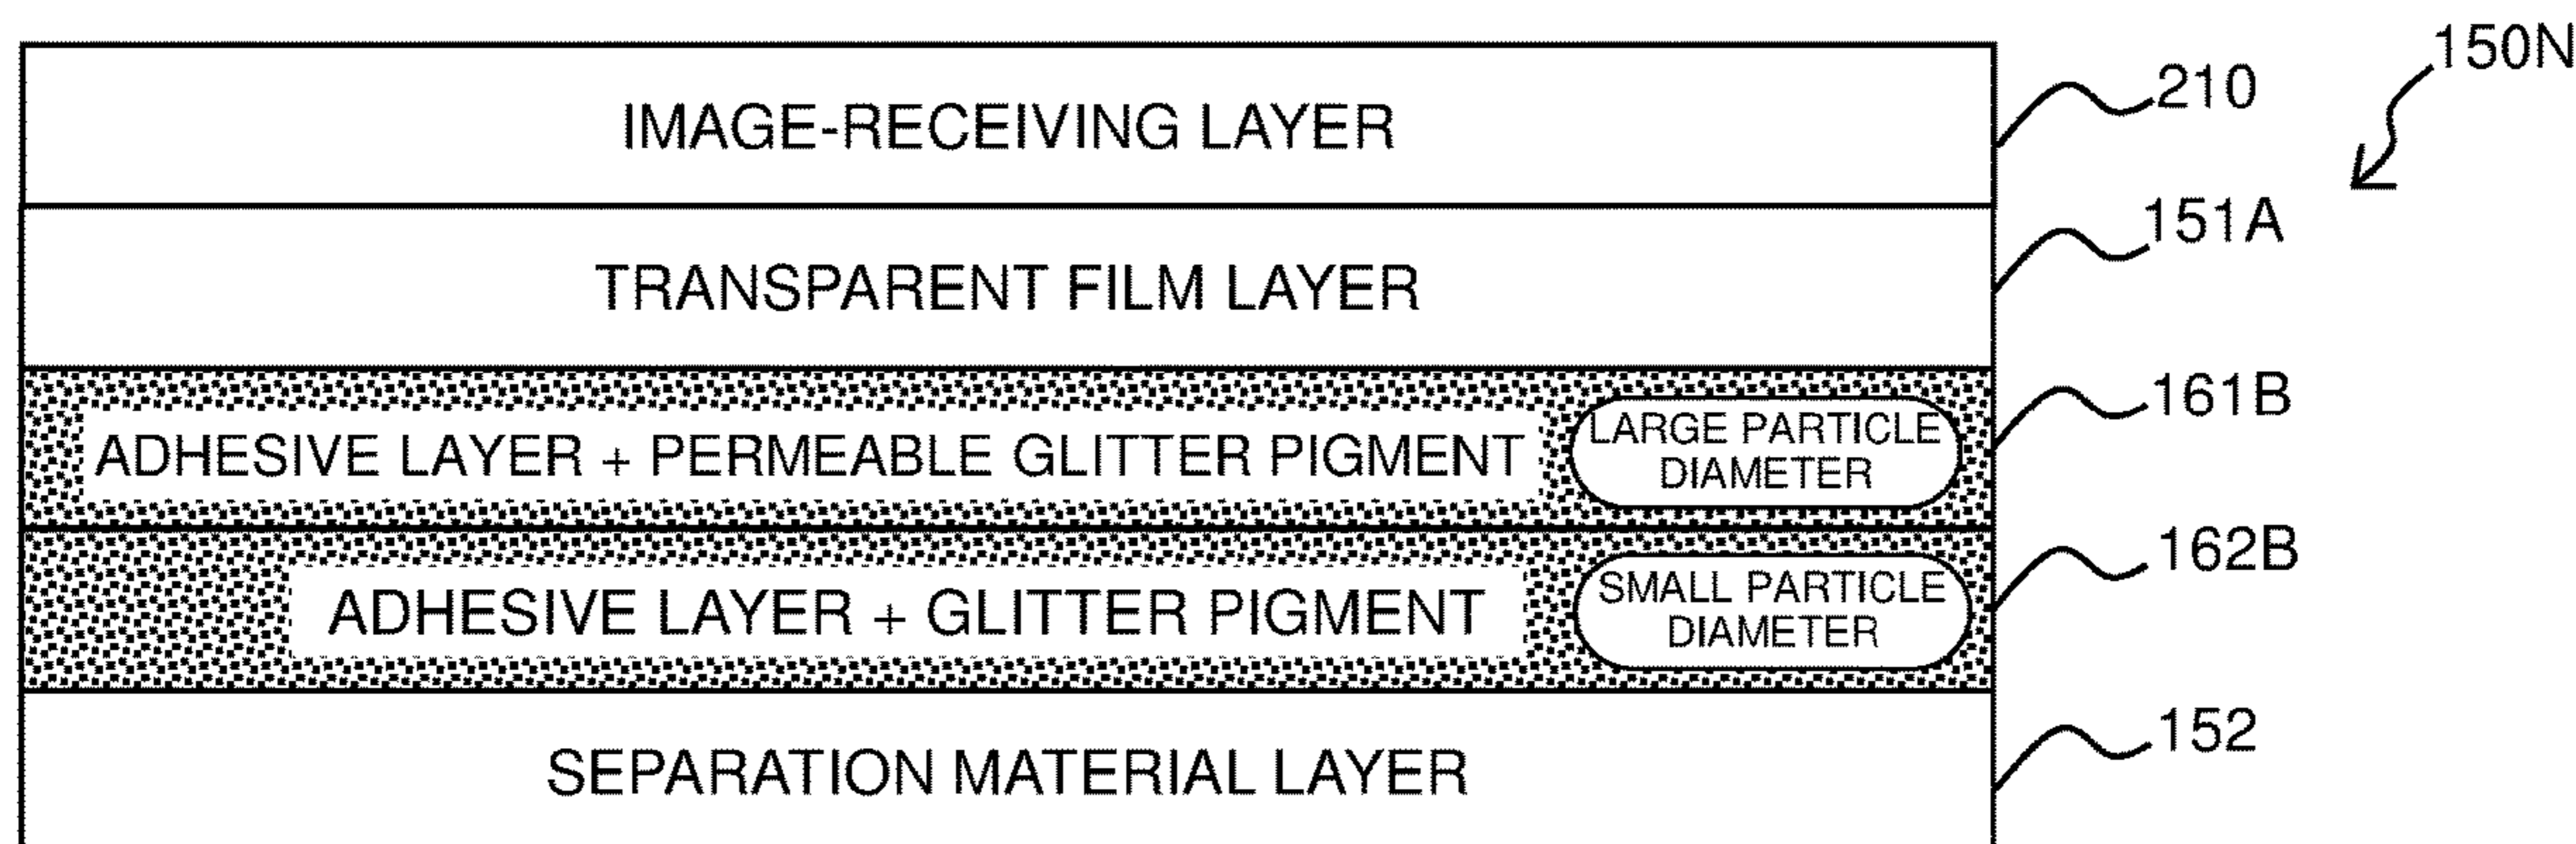 150N
IMAGE-RECEIVING LAYER
210
TRANSPARENT FILM LAYER
151A
ADHESIVE LAYER + PERMEABLE GLITTER PIGMENT
LARGE PARTICLE
DIAMETER
161B
ADHESIVE LAYER + GLITTER PIGMENT
SMALL PARTICLE
DIAMETER
162B
SEPARATION MATERIAL LAYER
152